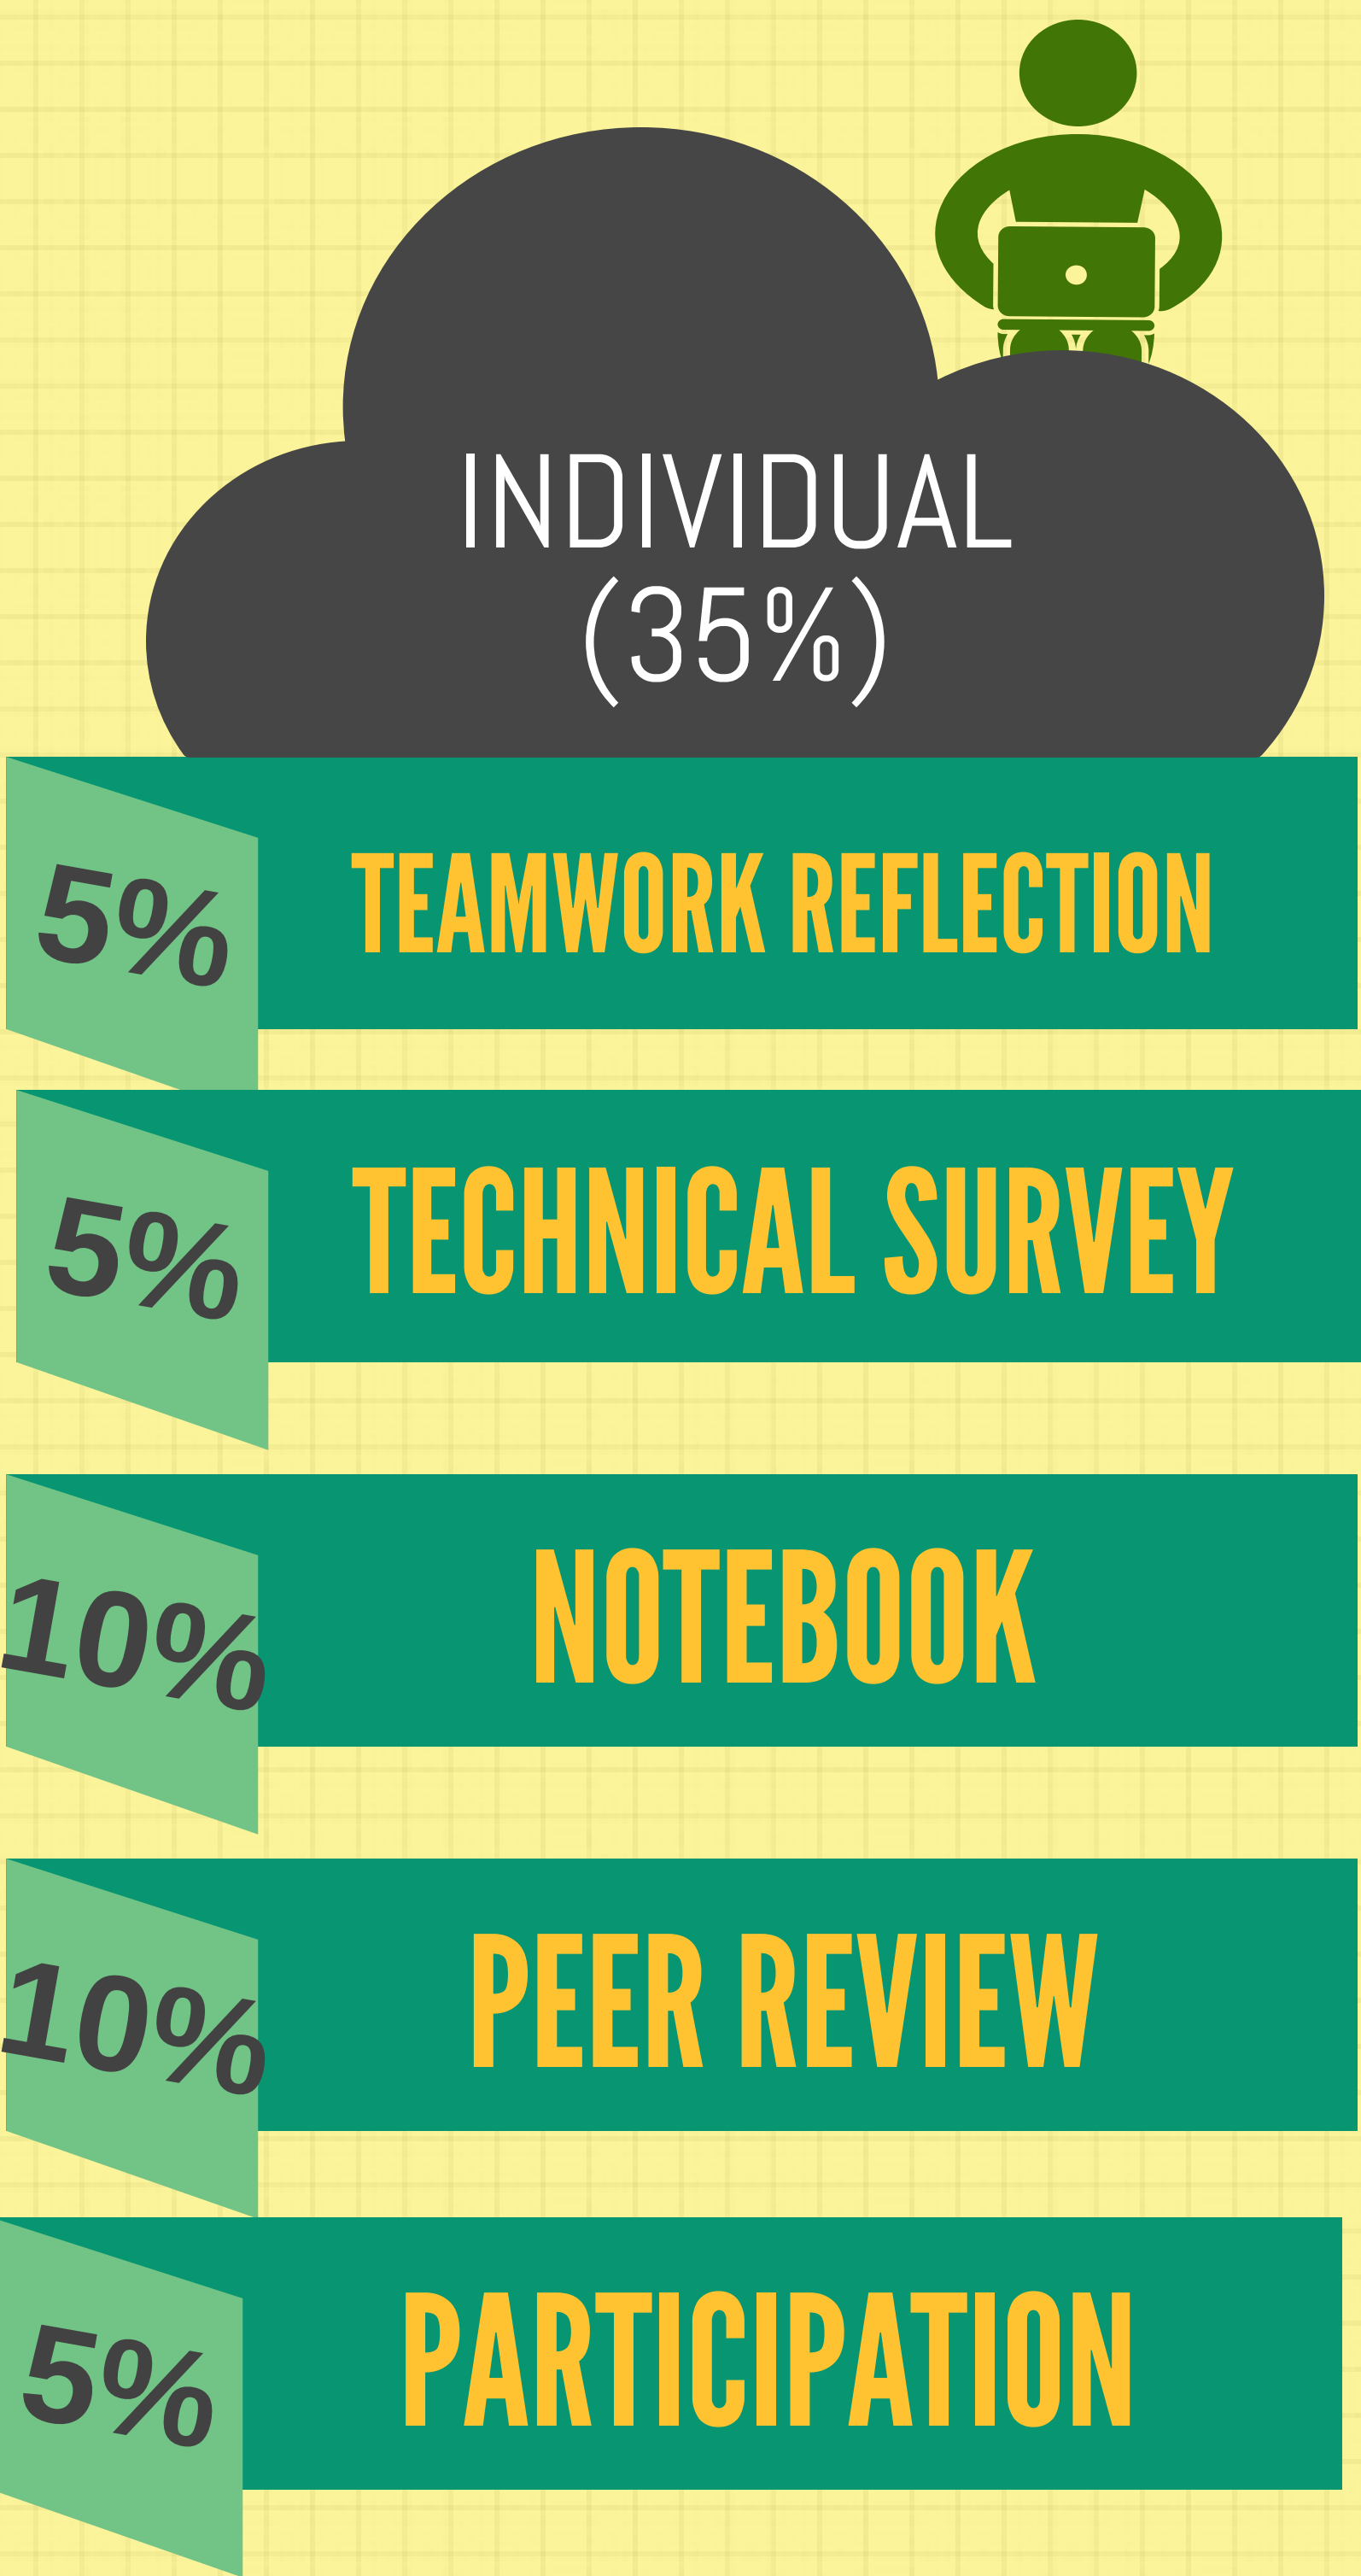 INDIVIDUAL
(35%)
5% TEAMWORK REFLECTION
5% TECHNICAL SURVEY
10% NOTEBOOK
10% PEER REVIEW
5% PARTICIPATION